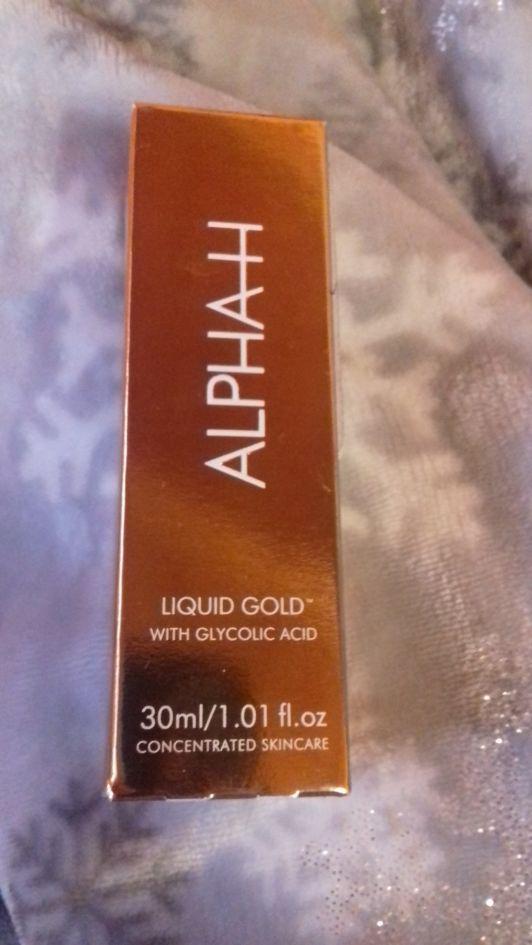 ALPHA-H
LIQUID GOLD™
WITH GLYCOLIC ACID
30ml/1.01 fl.oz
CONCENTRATED SKINCARE